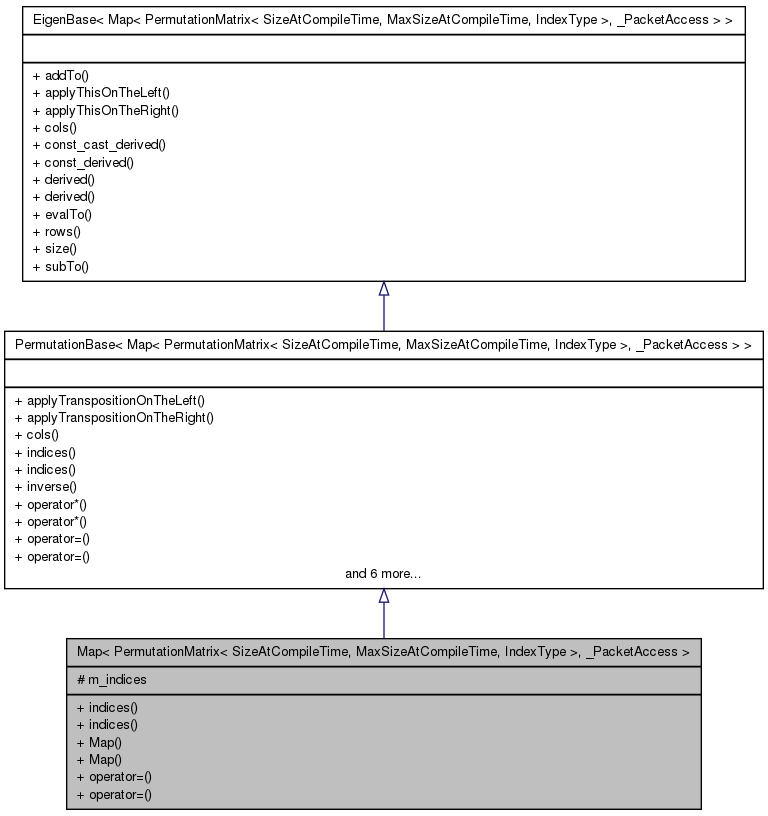 EigenBase< Map< PermutationMatrix< SizeAtCompileTime, MaxSizeAtCompileTime, IndexType >, _PacketAccess > >
+ addTo()
+ applyThisOnTheLeft()
+ applyThisOnTheRight()
+ cols()
+ const_cast_derived()
+ const_derived()
+ derived()
+ derived()
+ evalTo()
+ rows()
+ size()
+ subTo()
PermutationBase< Map< PermutationMatrix< SizeAtCompileTime, MaxSizeAtCompileTime, IndexType >, _PacketAccess > >
+ applyTranspositionOnTheLeft()
+ applyTranspositionOnTheRight()
+ cols()
+ indices()
+ indices()
+ inverse()
+ operator*()
+ operator*()
+ operator=()
+ operator=()
and 6 more...
Map< PermutationMatrix< SizeAtCompileTime, MaxSizeAtCompileTime, IndexType >, _PacketAccess >
# m_indices
+ indices()
+ indices()
+ Map()
+ Map()
+ operator=()
+ operator=()